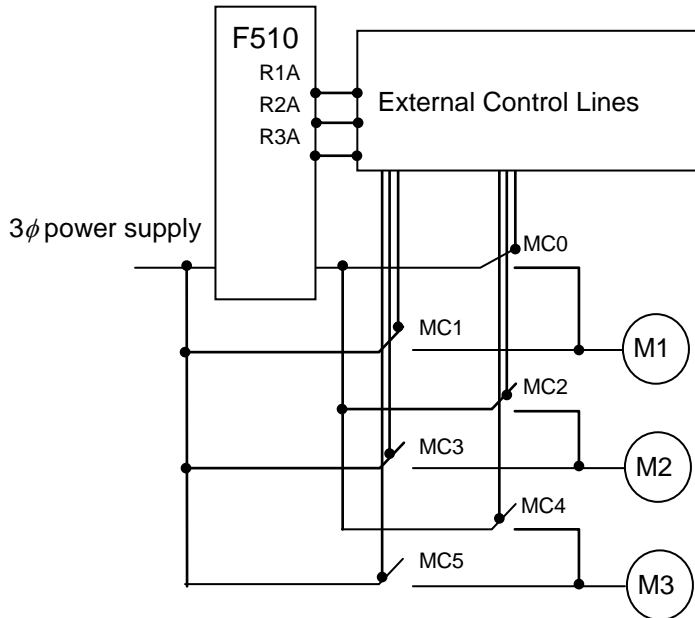 F510
R1A
R2A
R3A
External Control Lines
3ϕ power supply
MC0
MC1
M1
MC2
MC3
M2
MC4
MC5
M3